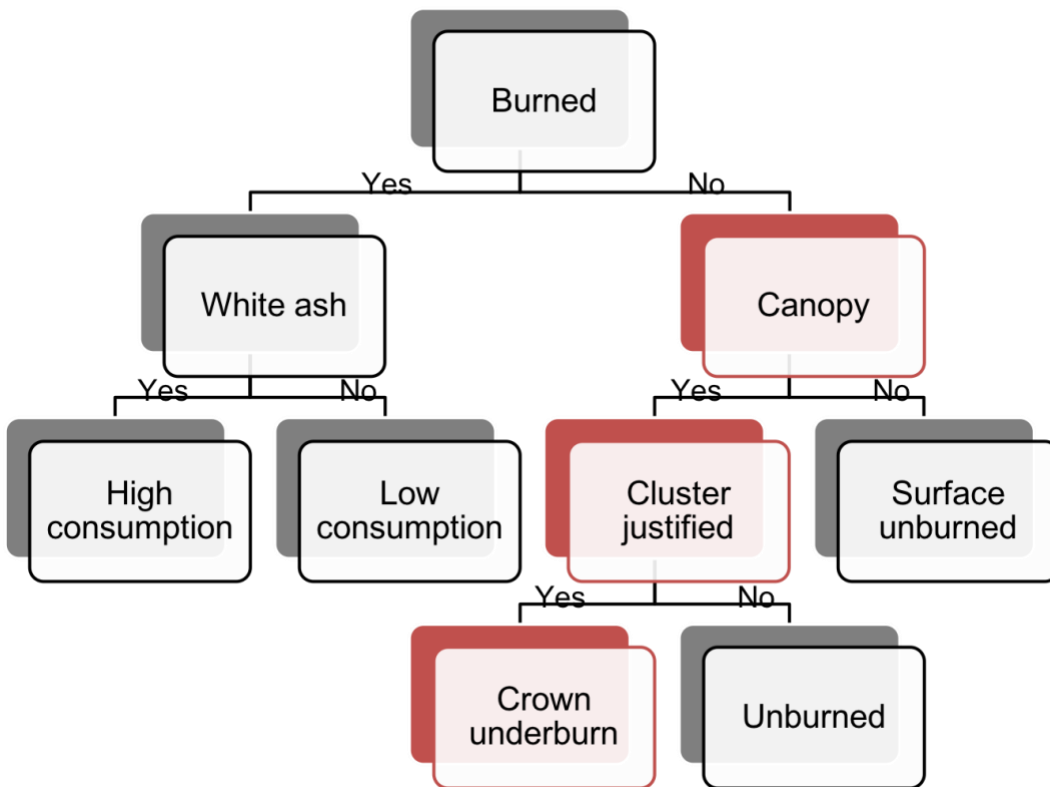 Burned
Yes
No
White ash
Canopy
Yes
No
Yes
No
High
consumption
Low
consumption
Cluster
justified
Surface
unburned
Yes
No
Crown
underburn
Unburned